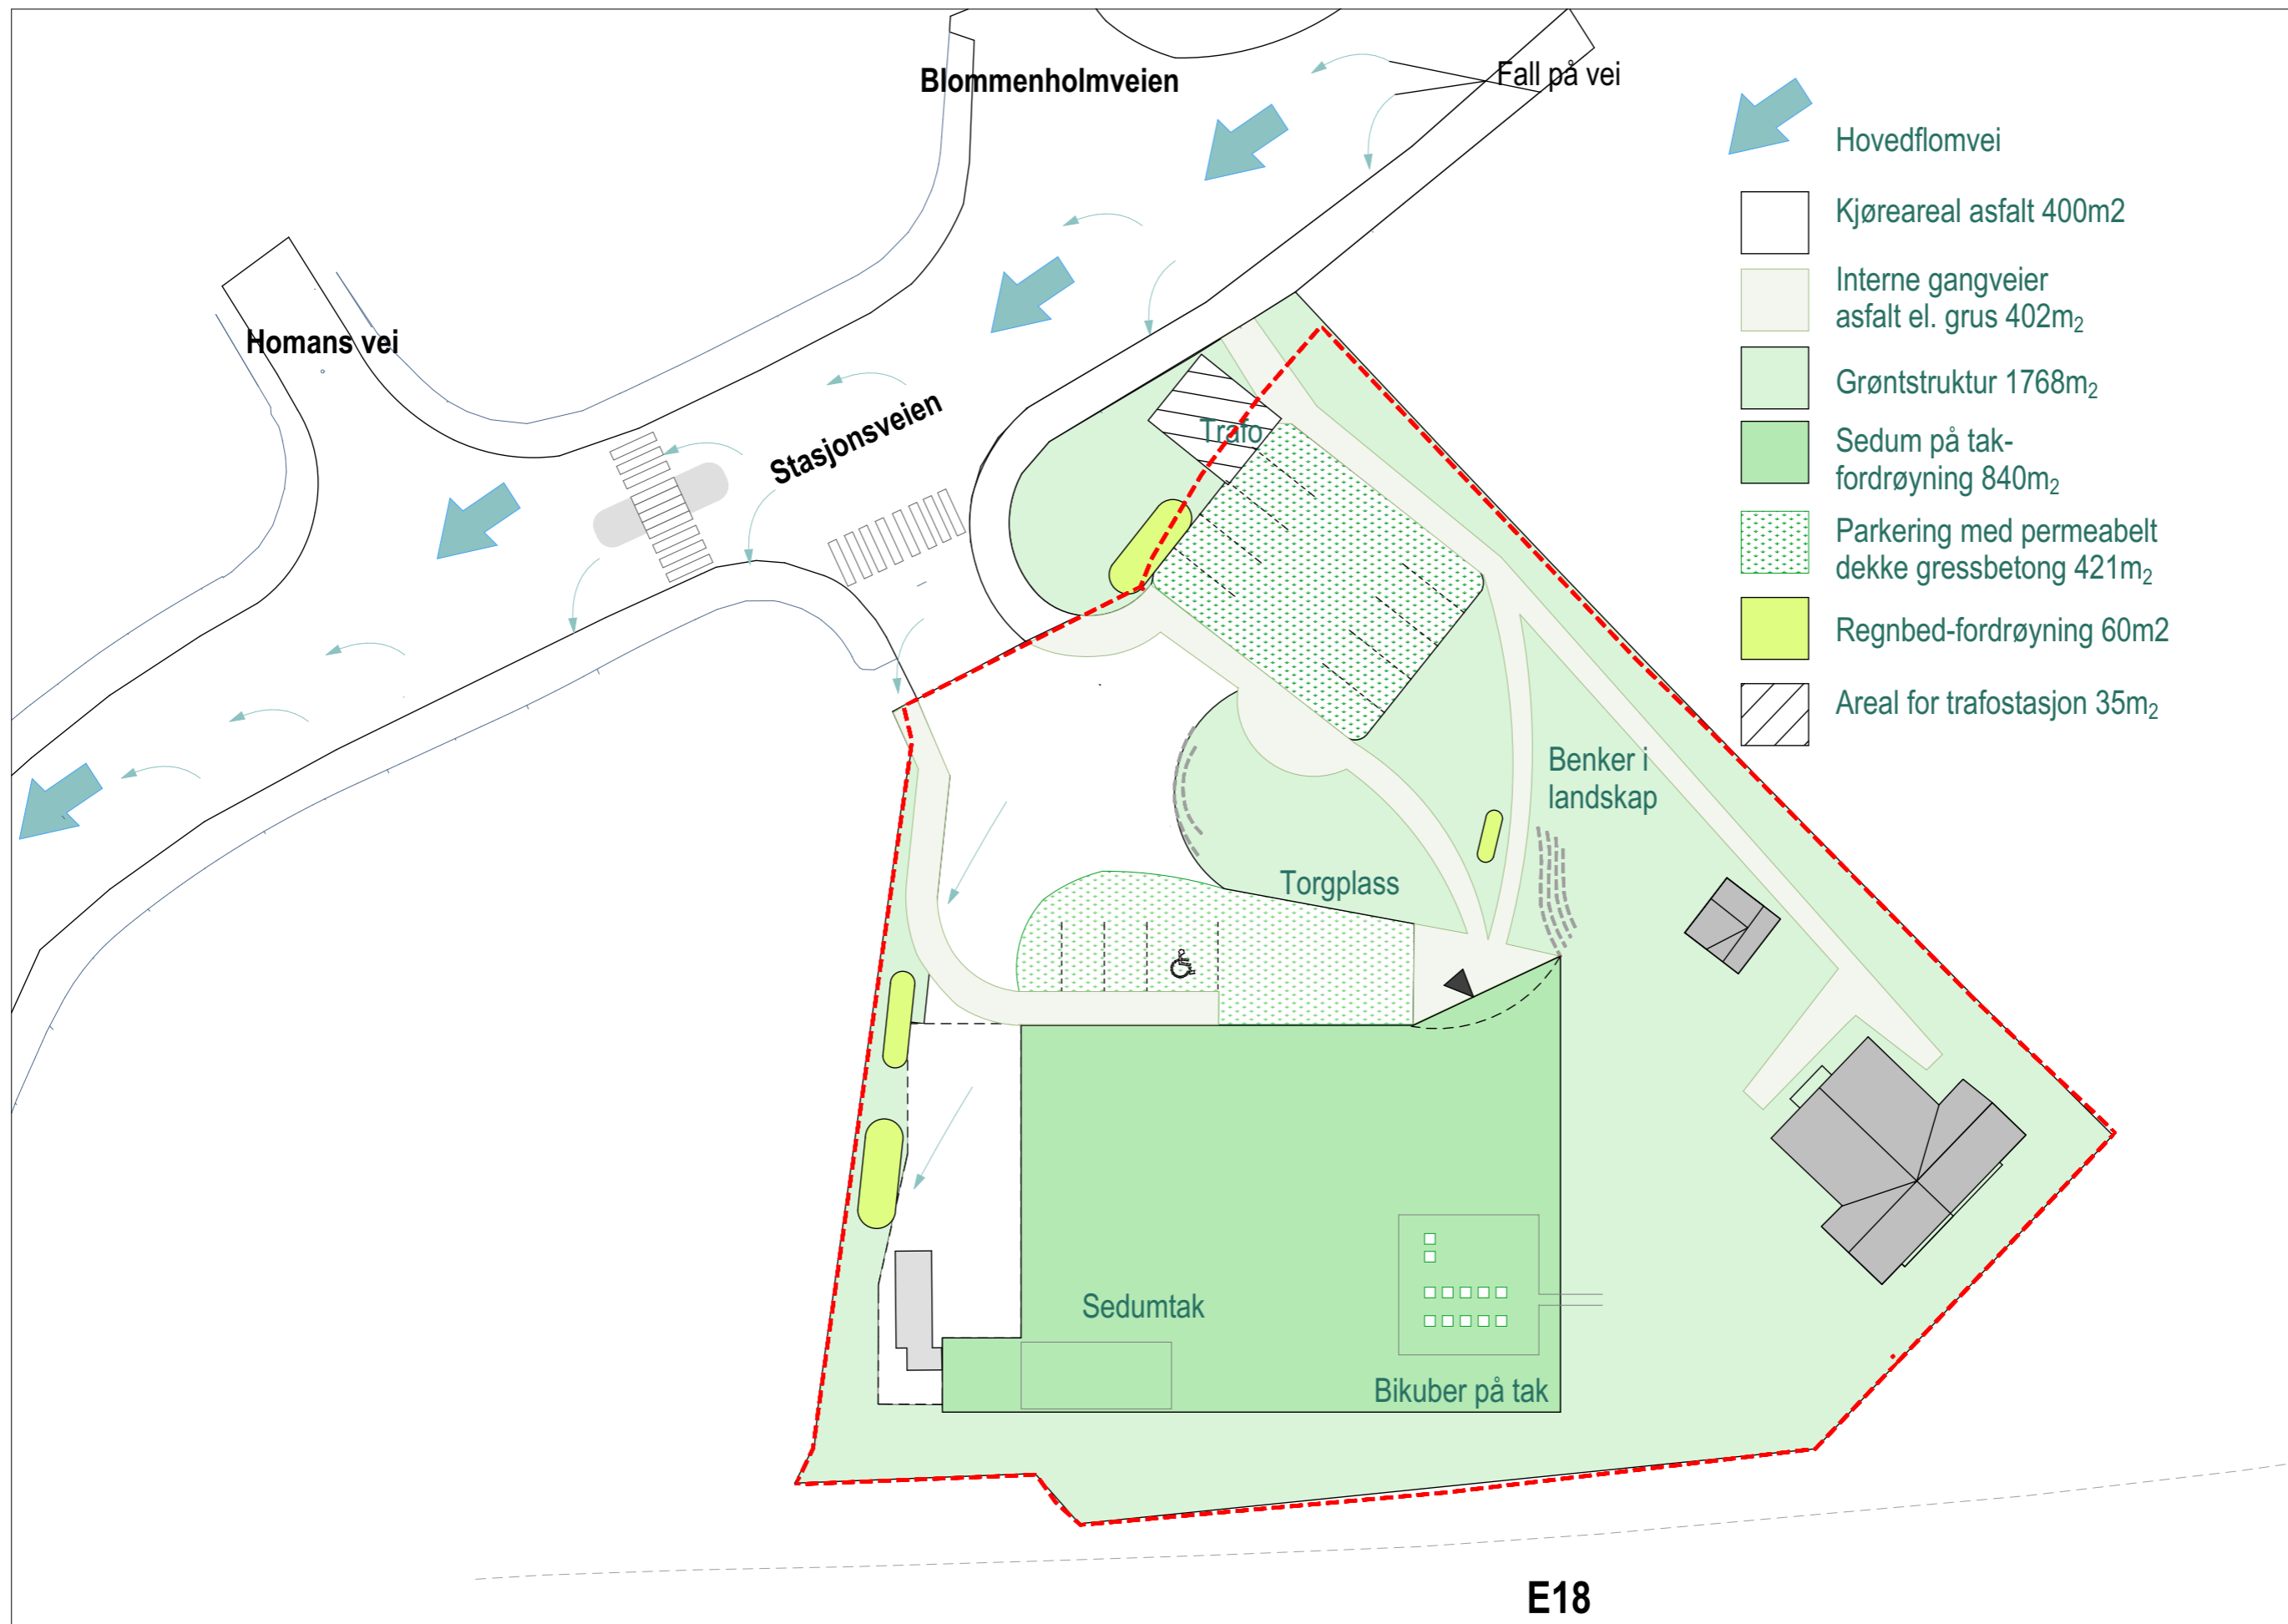 Blommenholmveien
Fall på vei
Homans vei
Stasjonsveien
Hovedflomvei
Kjøreareal asfalt 400m2
Interne gangveier
asfalt el. grus 402m₂
Grøntstruktur 1768m₂
Sedum på tak-
fordrøyning 840m₂
Parkering med permeabelt
dekke gressbetong 421m₂
Regnbed-fordrøyning 60m2
Areal for trafostasjon 35m₂
Trafo
Benker i
landskap
Torgplass
Sedumtak
Bikuber på tak
E18